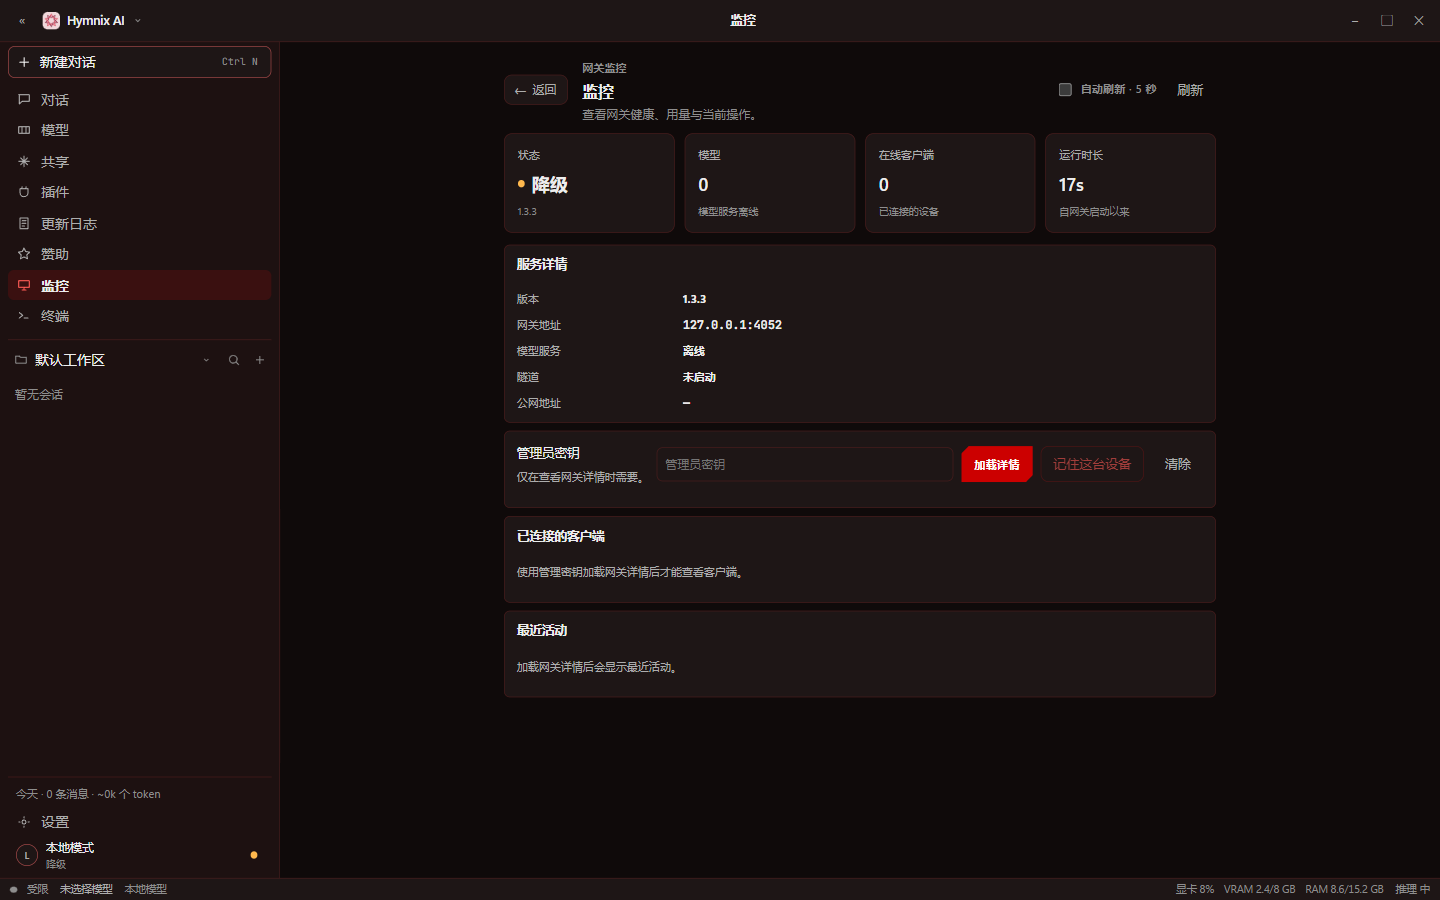 «
Hymnix AI
监控
新建对话
Ctrl N
对话
模型
共享
插件
更新日志
赞助
监控
终端
默认工作区
暂无会话
今天 · 0 条消息 · ~0k 个 token
设置
L
本地模式
降级
← 返回
网关监控
监控
查看网关健康、用量与当前操作。
自动刷新 · 5 秒
刷新
状态
降级
1.3.3
模型
0
模型服务离线
在线客户端
0
已连接的设备
运行时长
17s
自网关启动以来
服务详情
版本 1.3.3
网关地址 127.0.0.1:4052
模型服务 离线
隧道 未启动
公网地址 —
管理员密钥
仅在查看网关详情时需要。
管理员密钥
加载详情
记住这台设备
清除
已连接的客户端
使用管理密钥加载网关详情后才能查看客户端。
最近活动
加载网关详情后会显示最近活动。
受限 未选择模型 本地模型
显卡 8% VRAM 2.4/8 GB RAM 8.6/15.2 GB 推理 中